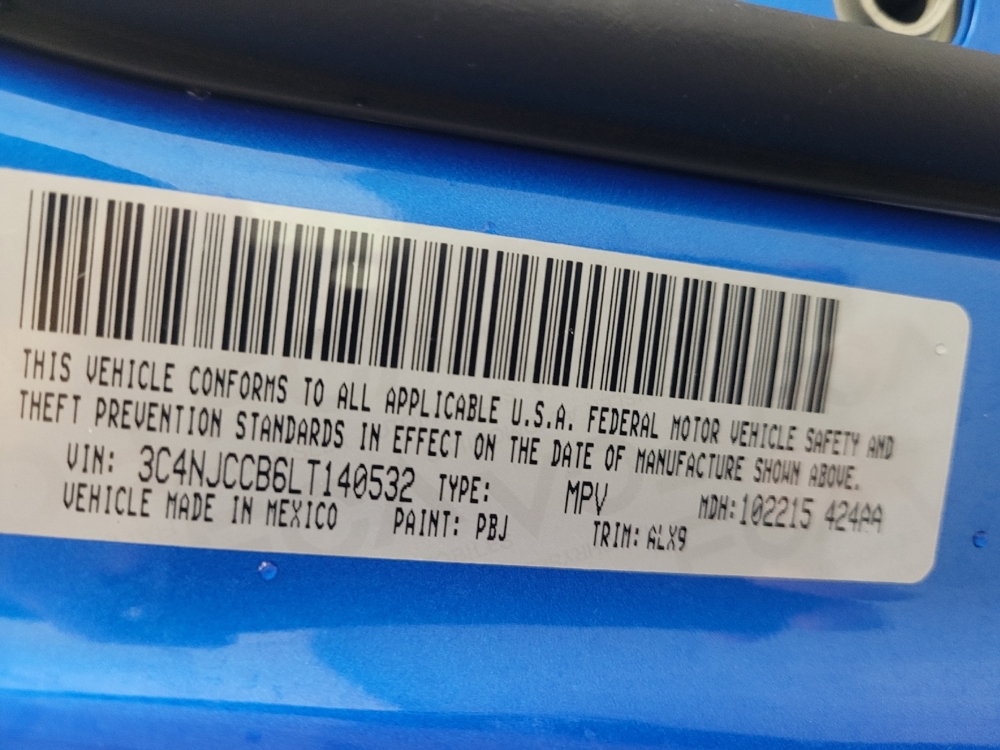 THIS VEHICLE CONFORMS TO ALL APPLICABLE U.S.A. FEDERAL MOTOR VEHICLE SAFETY AND
THEFT PREVENTION STANDARDS IN EFFECT ON THE DATE OF MANUFACTURE SHOWN ABOVE.
VIN: 3C4NJCCB6LT140532 TYPE: MPV MDH:102215 424AA
VEHICLE MADE IN MEXICO PAINT: PBJ TRIM: ALX9